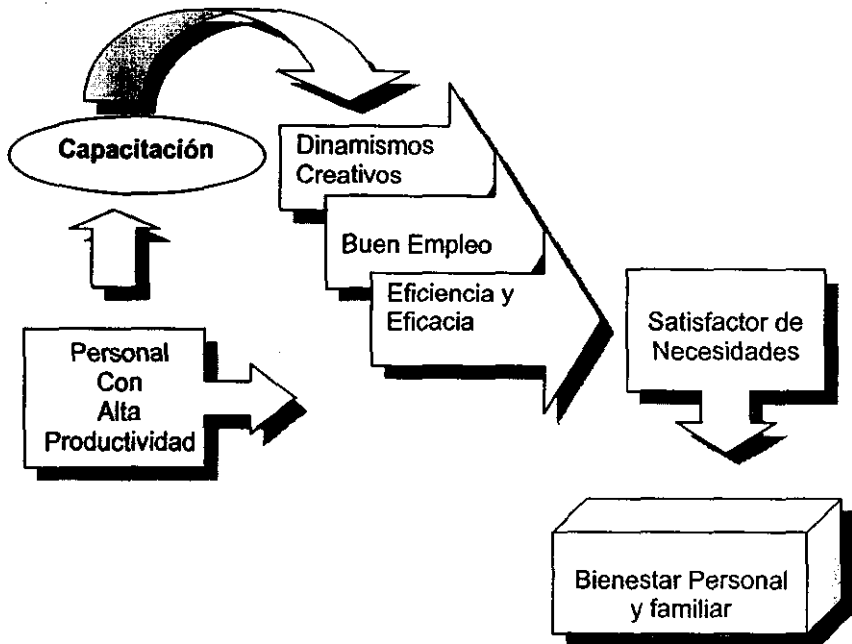 Capacitación
Dinamismos
Creativos
Buen Empleo
Eficiencia y
Eficacia
Personal
Con
Alta
Productividad
Satisfactor de
Necesidades
Bienestar Personal
y familiar